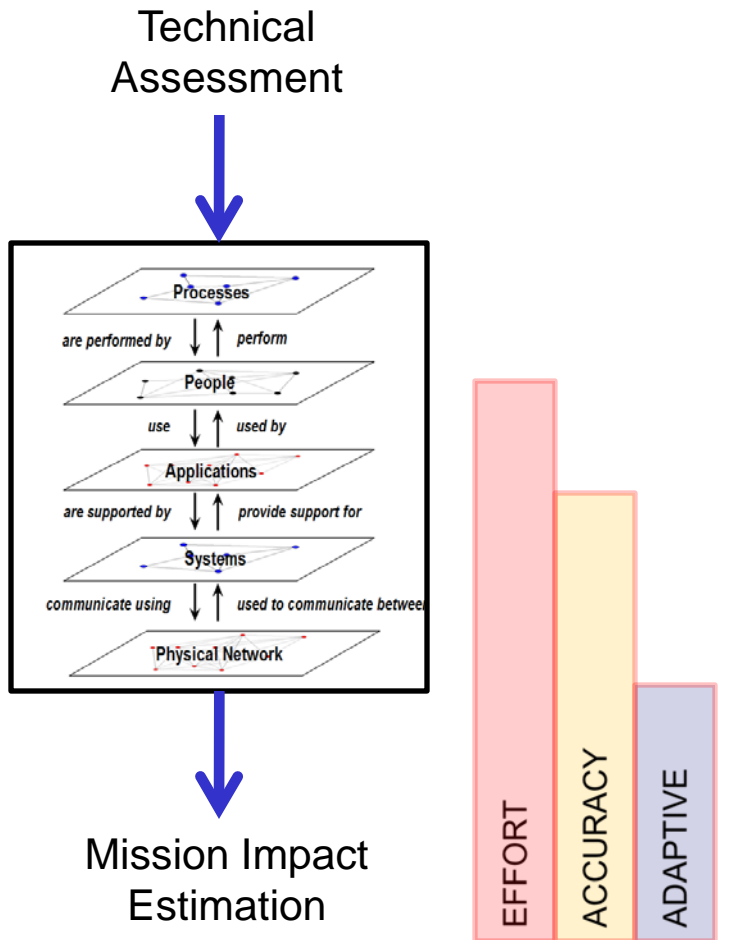 Technical
Assessment
Processes
are performed by
perform
People
use
used by
Applications
are supported by
provide support for
Systems
communicate using
used to communicate between
Physical Network
Mission Impact
Estimation
EFFORT
ACCURACY
ADAPTIVE